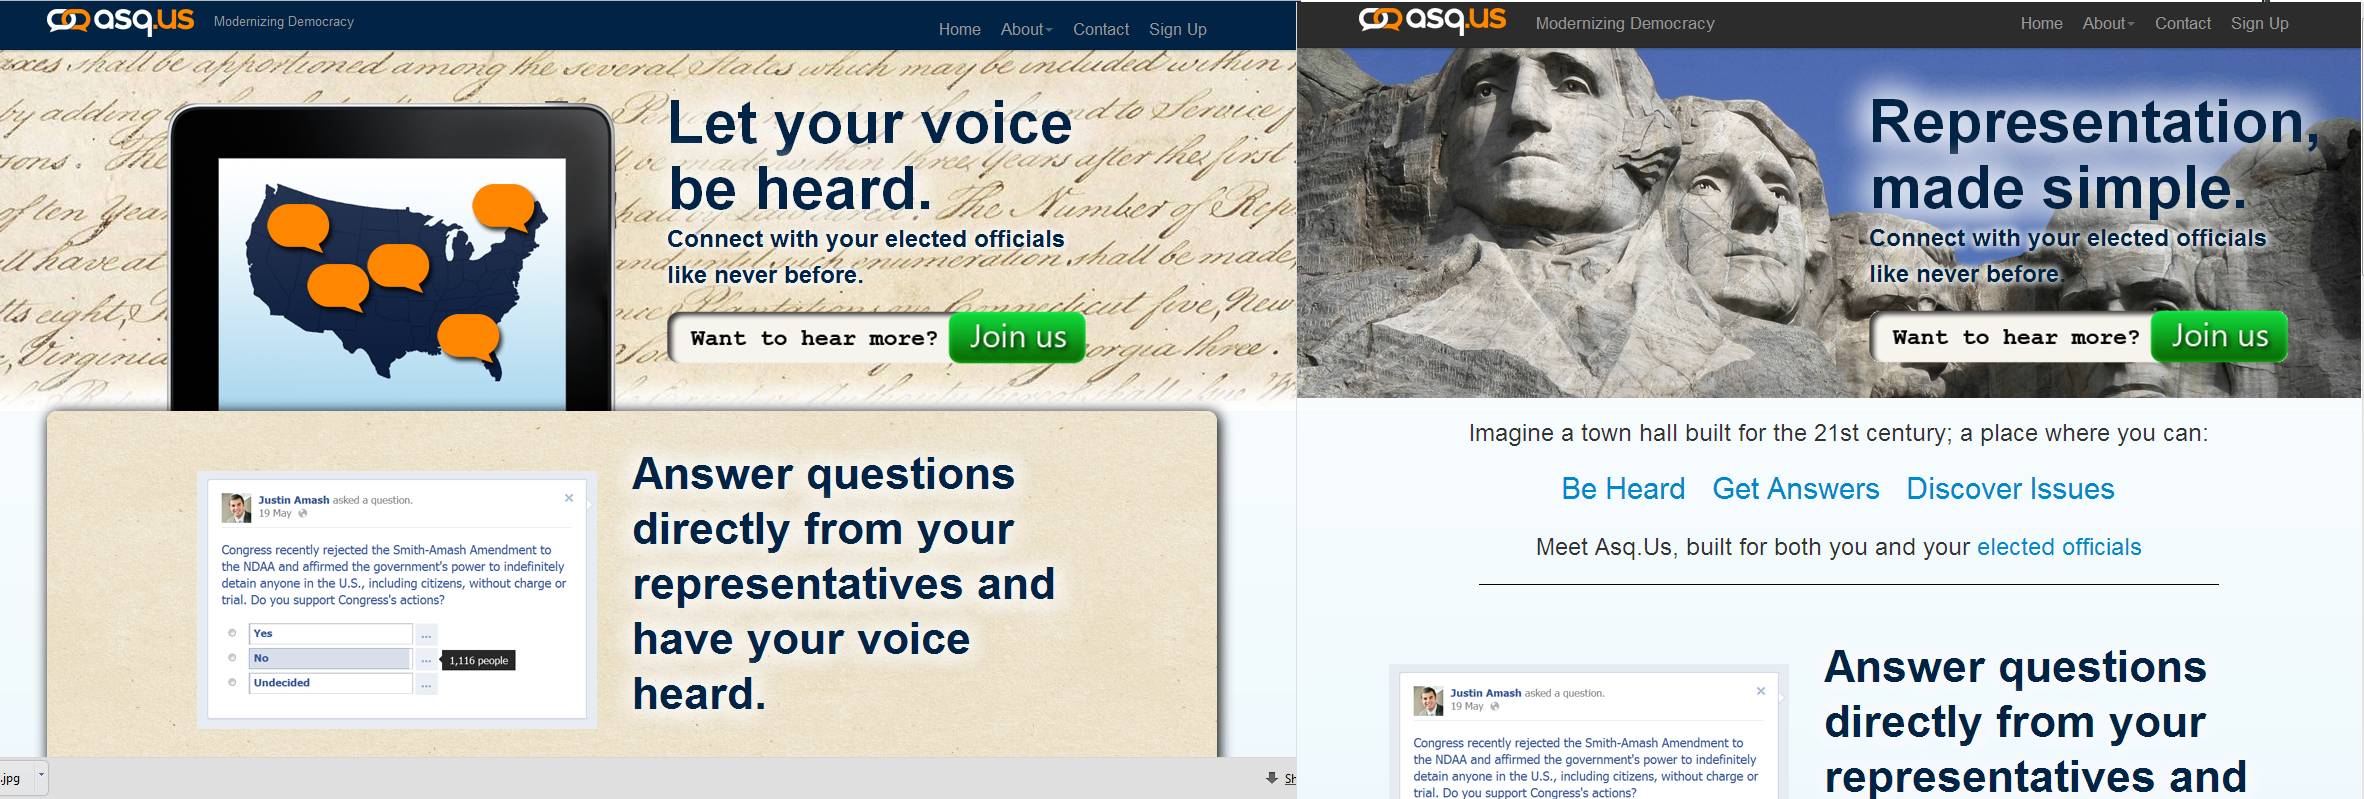 asq.us Modernizing Democracy
Home About Contact Sign Up
Let your voice
be heard.
Connect with your elected officials
like never before.
Want to hear more? Join us
Justin Amash asked a question.
19 May
Congress recently rejected the Smith-Amash Amendment to
the NDAA and affirmed the government's power to indefinitely
detain anyone in the U.S., including citizens, without charge or
trial. Do you support Congress's actions?
Yes ...
No ... 1,116 people
Undecided ...
Answer questions
directly from your
representatives and
have your voice
heard.
.jpg
asq.us Modernizing Democracy
Home About Contact Sign Up
Representation,
made simple.
Connect with your elected officials
like never before.
Want to hear more? Join us
Imagine a town hall built for the 21st century; a place where you can:
Be Heard Get Answers Discover Issues
Meet Asq.Us, built for both you and your elected officials
Justin Amash asked a question.
19 May
Congress recently rejected the Smith-Amash Amendment to
the NDAA and affirmed the government's power to indefinitely
detain anyone in the U.S., including citizens, without charge or
trial. Do you support Congress's actions?
Answer questions
directly from your
representatives and